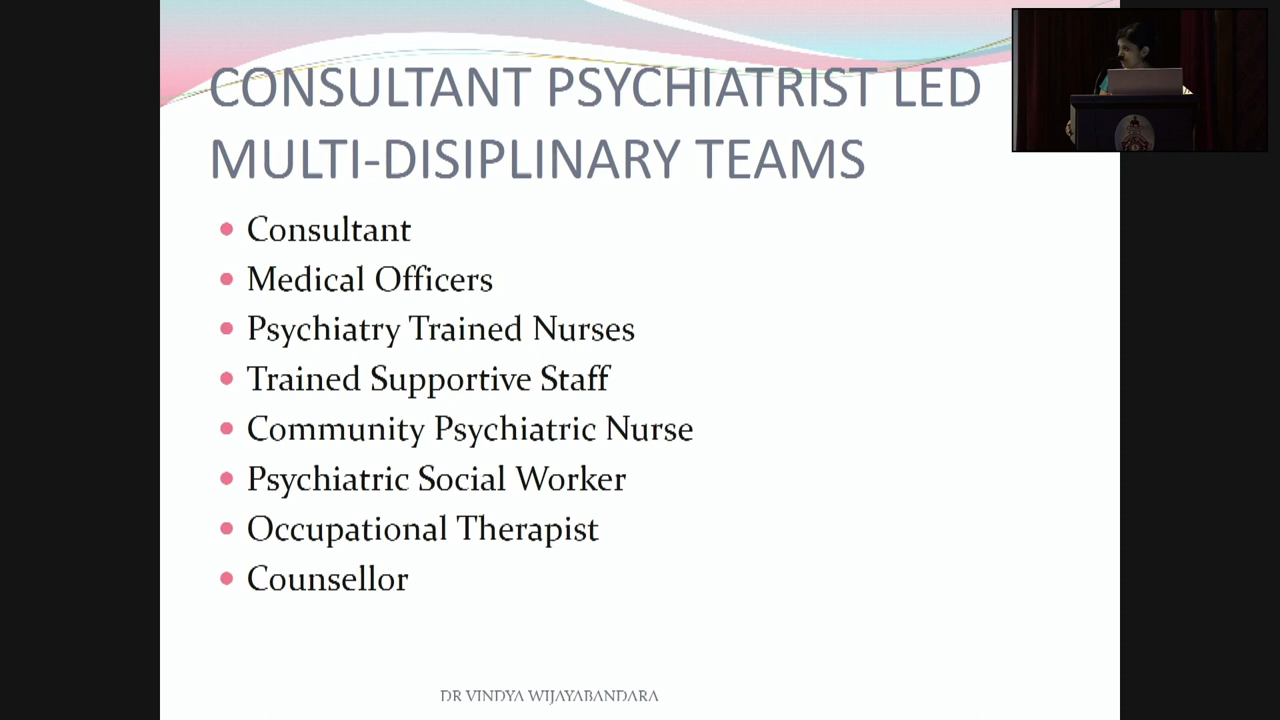 CONSULTANT PSYCHIATRIST LED
MULTI-DISIPLINARY TEAMS
• Consultant
• Medical Officers
• Psychiatry Trained Nurses
• Trained Supportive Staff
• Community Psychiatric Nurse
• Psychiatric Social Worker
• Occupational Therapist
• Counsellor
DR VINDYA WIJAYABANDARA